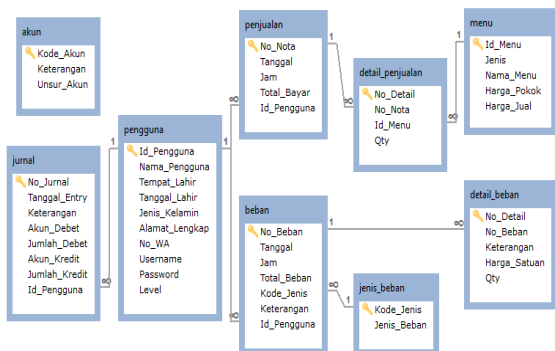 akun
Kode_Akun
Keterangan
Unsur_Akun
jurnal
No_Jurnal
Tanggal_Entry
Keterangan
Akun_Debet
Jumlah_Debet
Akun_Kredit
Jumlah_Kredit
Id_Pengguna
pengguna
Id_Pengguna
Nama_Pengguna
Tempat_Lahir
Tanggal_Lahir
Jenis_Kelamin
Alamat_Lengkap
No_WA
Username
Password
Level
penjualan
No_Nota
Tanggal
Jam
Total_Bayar
Id_Pengguna
beban
No_Beban
Tanggal
Jam
Total_Beban
Kode_Jenis
Keterangan
Id_Pengguna
detail_penjualan
No_Detail
No_Nota
Id_Menu
Qty
jenis_beban
Kode_Jenis
Jenis_Beban
menu
Id_Menu
Jenis
Nama_Menu
Harga_Pokok
Harga_Jual
detail_beban
No_Detail
No_Beban
Keterangan
Harga_Satuan
Qty
1
∞
1
1
∞
∞
1
∞
1
∞
1
∞
1
∞